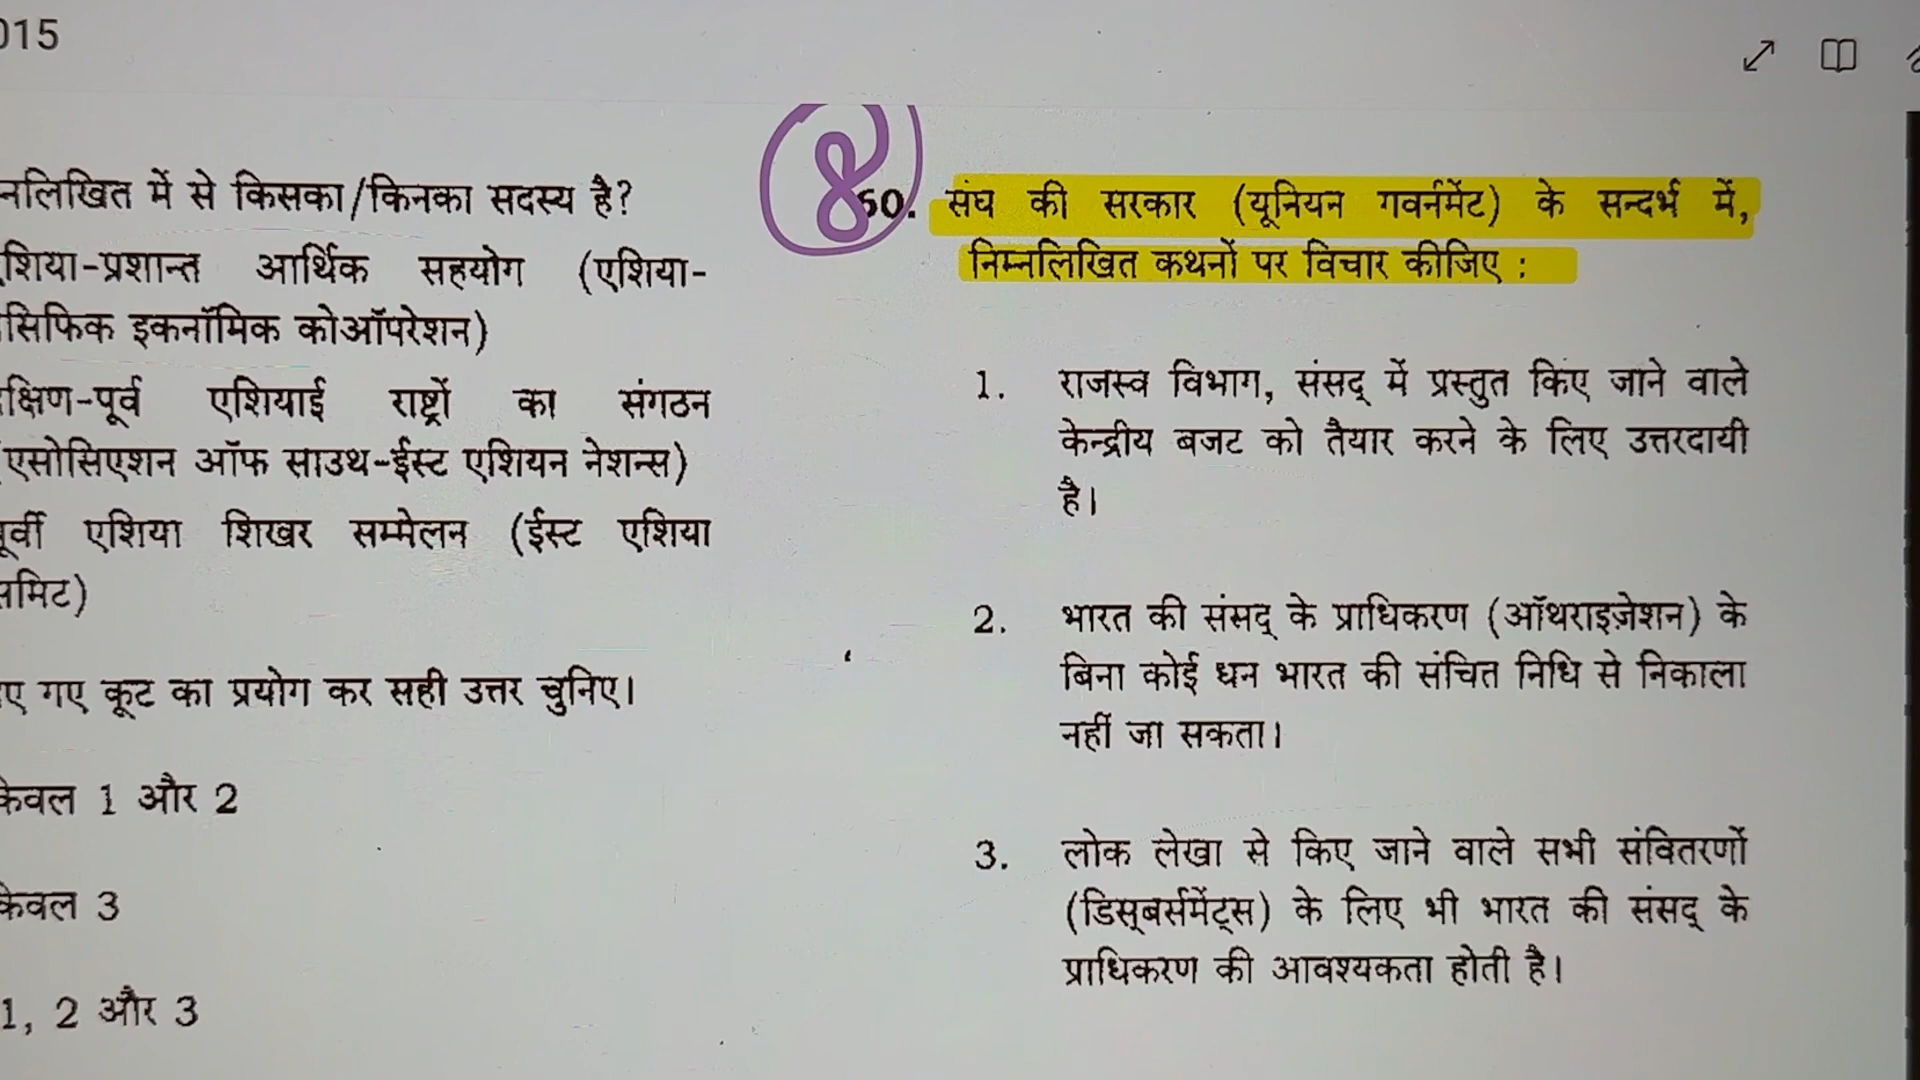 015
नलिखित में से किसका/किनका सदस्य है?
शिया-प्रशान्त आर्थिक सहयोग (एशिया-
सिफिक इकनॉमिक कोऑपरेशन)
क्षिण-पूर्व एशियाई राष्ट्रों का संगठन
एसोसिएशन ऑफ साउथ-ईस्ट एशियन नेशन्स)
पूर्वी एशिया शिखर सम्मेलन (ईस्ट एशिया
समिट)
ए गए कूट का प्रयोग कर सही उत्तर चुनिए।
केवल 1 और 2
केवल 3
1, 2 और 3
8
60. संघ की सरकार (यूनियन गवर्नमेंट) के सन्दर्भ में,
निम्नलिखित कथनों पर विचार कीजिए :
1. राजस्व विभाग, संसद् में प्रस्तुत किए जाने वाले
केन्द्रीय बजट को तैयार करने के लिए उत्तरदायी
है।
2. भारत की संसद् के प्राधिकरण (ऑथराइज़ेशन) के
बिना कोई धन भारत की संचित निधि से निकाला
नहीं जा सकता।
3. लोक लेखा से किए जाने वाले सभी संवितरणों
(डिस्बर्समेंट्स) के लिए भी भारत की संसद् के
प्राधिकरण की आवश्यकता होती है।